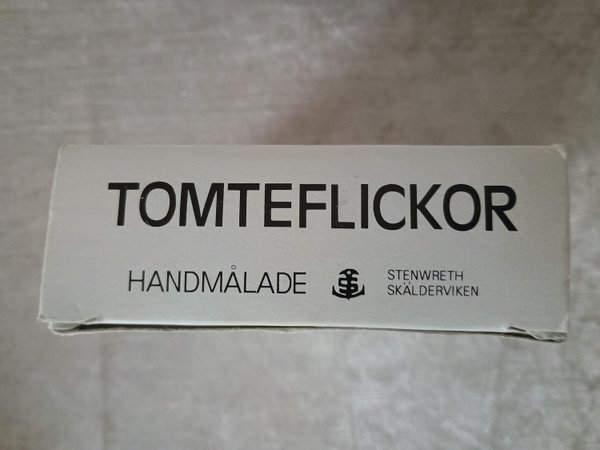 TOMTEFLICKOR
HANDMÅLADE
STENWRETH
SKÄLDERVIKEN